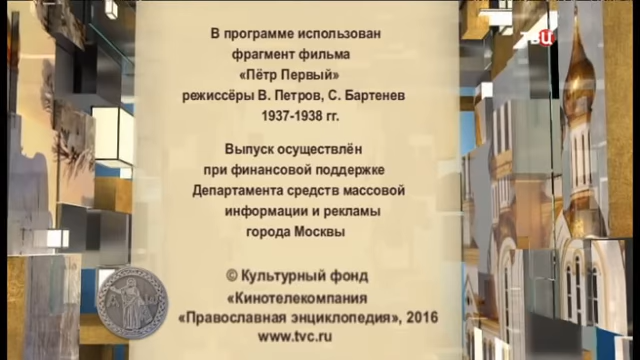 В программе использован
фрагмент фильма
«Пётр Первый»
режиссёры В. Петров, С. Бартенев
1937-1938 гг.
Выпуск осуществлён
при финансовой поддержке
Департамента средств массовой
информации и рекламы
города Москвы
© Культурный фонд
«Кинотелекомпания
«Православная энциклопедия», 2016
www.tvc.ru
ТВЦ